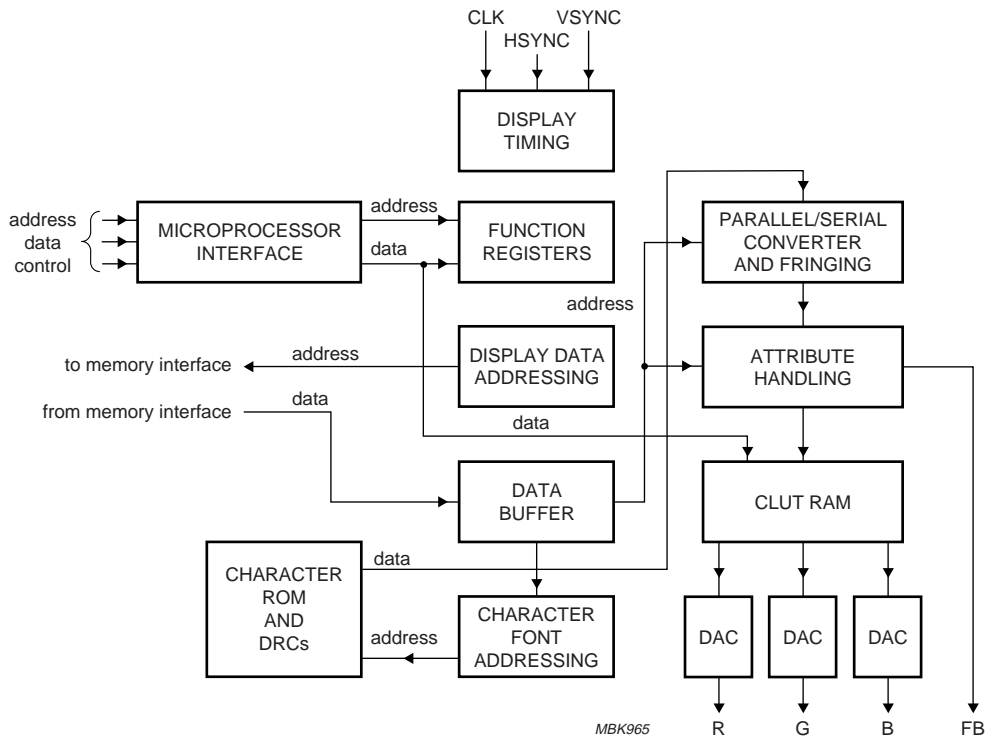 CLK
VSYNC
HSYNC
DISPLAY
TIMING
address
data
control
MICROPROCESSOR
INTERFACE
address
data
FUNCTION
REGISTERS
PARALLEL/SERIAL
CONVERTER
AND FRINGING
address
to memory interface
address
DISPLAY DATA
ADDRESSING
ATTRIBUTE
HANDLING
from memory interface
data
data
DATA
BUFFER
CLUT RAM
CHARACTER
ROM
AND
DRCs
data
address
CHARACTER
FONT
ADDRESSING
DAC
DAC
DAC
MBK965
R
G
B
FB